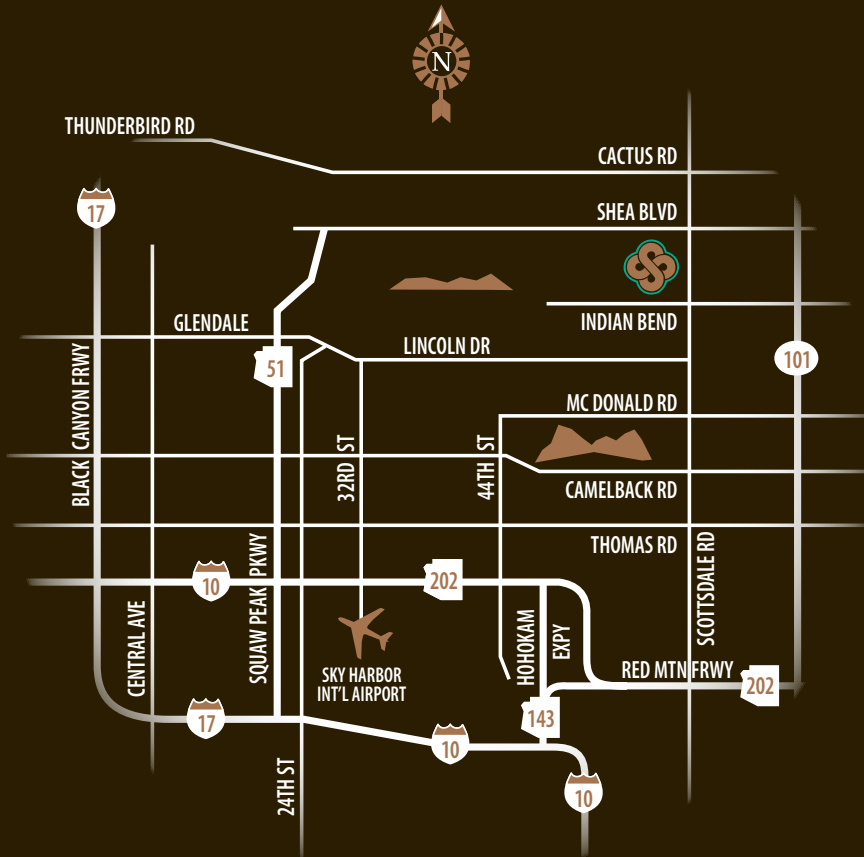 N
THUNDERBIRD RD
CACTUS RD
17
SHEA BLVD
INDIAN BEND
GLENDALE
LINCOLN DR
51
101
MC DONALD RD
BLACK CANYON FRWY
32RD ST
44TH ST
CAMELBACK RD
THOMAS RD
SCOTTSDALE RD
10
202
SQUAW PEAK PKWY
CENTRAL AVE
HOHOKAM
EXPY
SKY HARBOR
INT'L AIRPORT
RED MTN FRWY
202
17
143
10
24TH ST
10